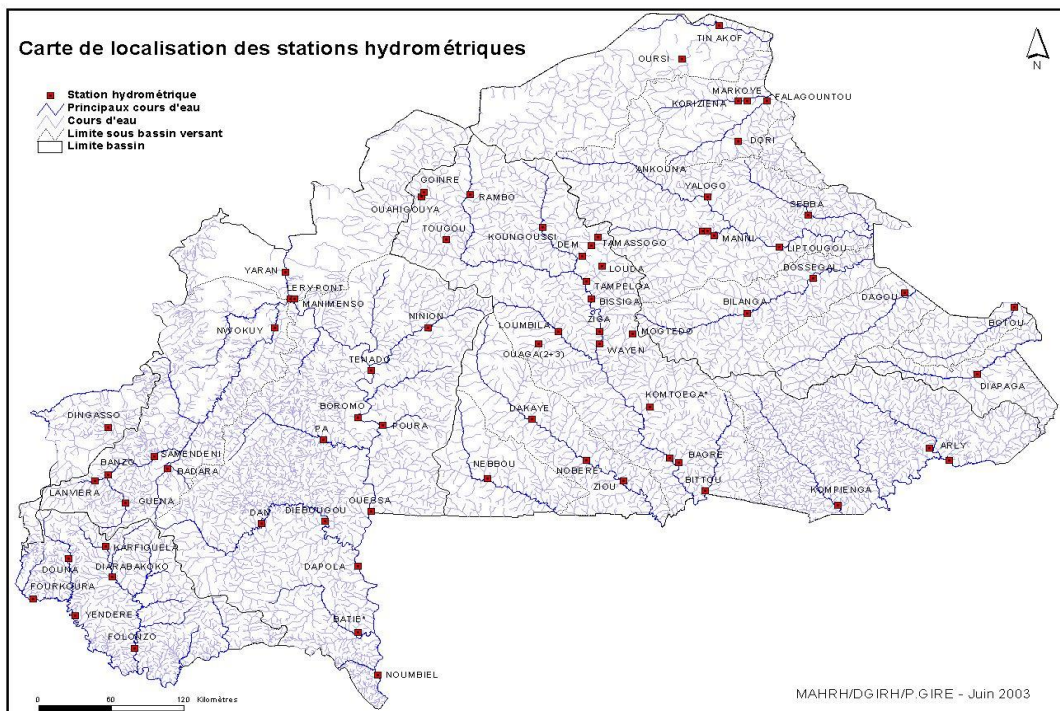 Carte de localisation des stations hydrométriques
N
Station hydrométrique
Principaux cours d'eau
Cours d'eau
Limite sous bassin versant
Limite bassin
TIN AKOF
OURSI
MARKOYE
KORIZIENA
FALAGOUNTOU
DORI
ANKOUNA
GOINRE
RAMBO
YALOGO
OUAHIGOUYA
SEBBA
TOUGOU
KOUNGOUSSI
MANNI
DEM
TAMASSOGO
LIPTOUGOU
LOUDA
BOSSEGAL
YARAN
TAMPELGA
LERY-PONT
MANIMENSO
BISSIGA
DAGOU
NINION
BILANGA
BOTOU
NWOKUY
LOUMBILA
ZIGA
MOGTEDO
OUAGA(2+3)
WAYEN
TENADO
DIAPAGA
BOROMO
KOMTOEGA*
DINGASSO
DAKAYE
POURA
PA
ARLY
SAMENDENI
BANZO
BADARA
BAGRE
NEBBOU
NOBERE
BITTOU
LANVIERA
ZIOU
KOMPIENGA
GUENA
OUESSA
DAN
DIEBOUGOU
KARFIGUELA
DOUNA
DIARABAKOKO
DAPOLA
FOURKOURA
YENDERE
BATIE*
FOLONZO
NOUMBIEL
0 60 120 Kilomètres
MAHRH/DGIRH/P.GIRE - Juin 2003